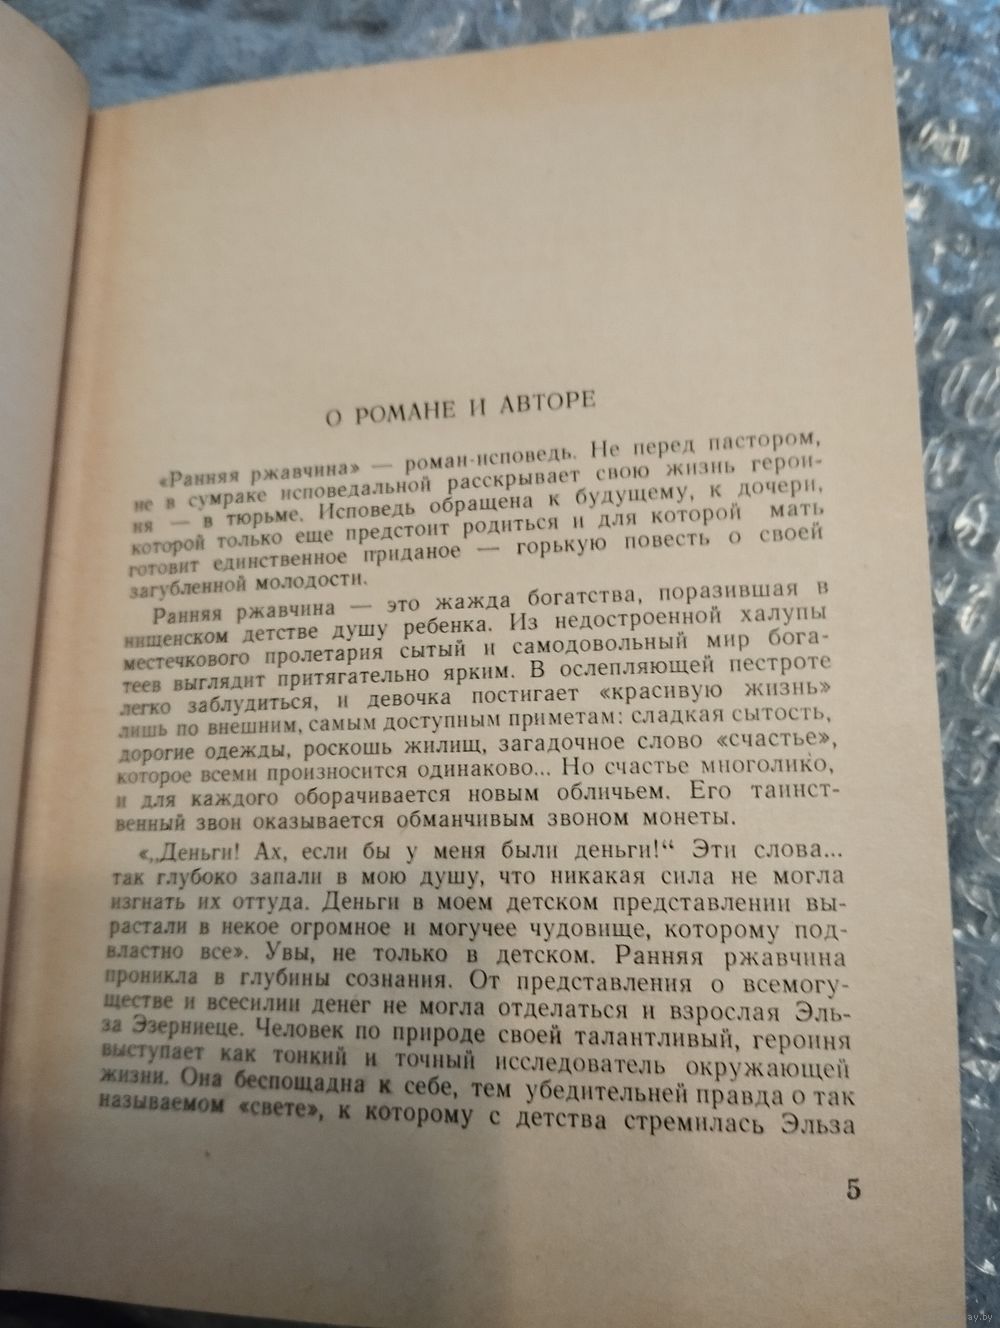 О РОМАНЕ И АВТОРЕ
«Ранняя ржавчина» — роман-исповедь. Не перед пастором,
не в сумраке исповедальной расскрывает свою жизнь герои-
ня — в тюрьме. Исповедь обращена к будущему, к дочери,
которой только еще предстоит родиться и для которой мать
готовит единственное приданое — горькую повесть о своей
загубленной молодости.
Ранняя ржавчина — это жажда богатства, поразившая в
нищенском детстве душу ребенка. Из недостроенной халупы
местечкового пролетария сытый и самодовольный мир бога-
теев выглядит притягательно ярким. В ослепляющей пестроте
легко заблудиться, и девочка постигает «красивую жизнь»
лишь по внешним, самым доступным приметам: сладкая сытость,
дорогие одежды, роскошь жилищ, загадочное слово «счастье»,
которое всеми произносится одинаково... Но счастье многолико,
и для каждого оборачивается новым обличьем. Его таинст-
венный звон оказывается обманчивым звоном монеты.
«„Деньги! Ах, если бы у меня были деньги!“ Эти слова...
так глубоко запали в мою душу, что никакая сила не могла
изгнать их оттуда. Деньги в моем детском представлении вы-
растали в некое огромное и могучее чудовище, которому под-
властно все». Увы, не только в детском. Ранняя ржавчина
проникла в глубины сознания. От представления о всемогу-
ществе и всесилии денег не могла отделаться и взрослая Эль-
за Эзерниеце. Человек по природе своей талантливый, героиня
выступает как тонкий и точный исследователь окружающей
жизни. Она беспощадна к себе, тем убедительней правда о так
называемом «свете», к которому с детства стремилась Эльза
5